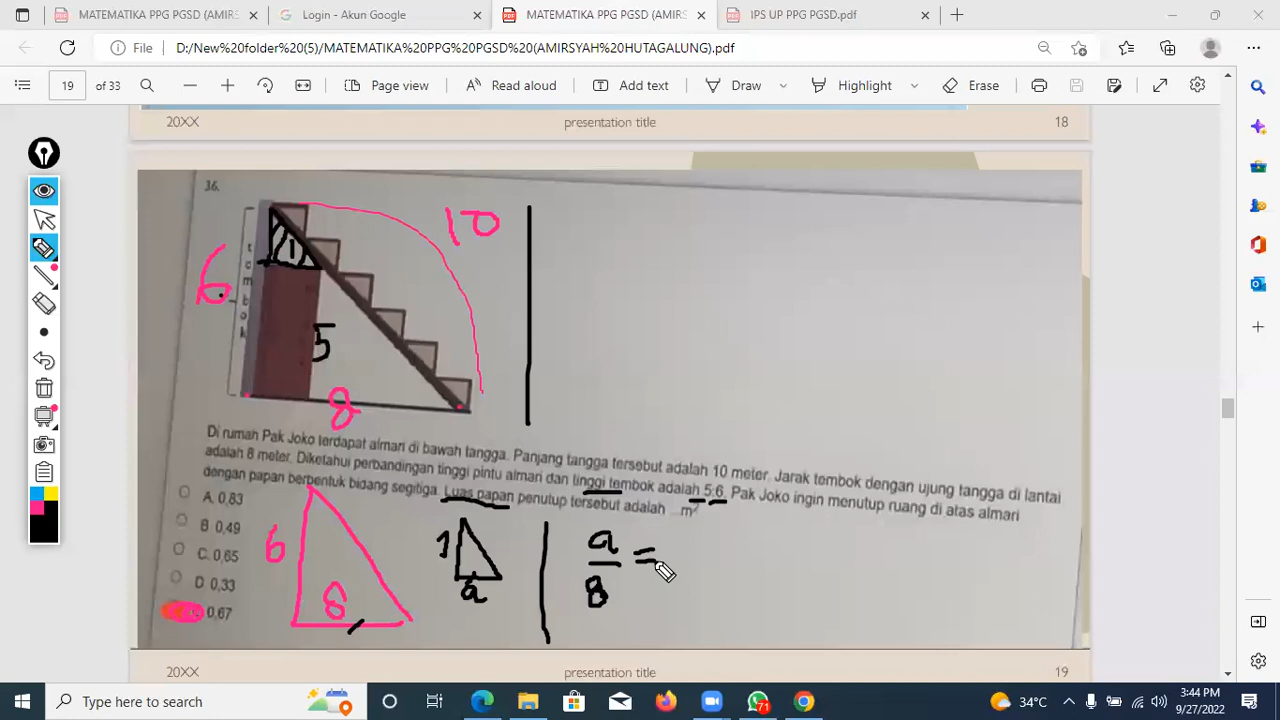 MATEMATIKA PPG PGSD (AMIRS
Login - Akun Google
MATEMATIKA PPG PGSD (AMIRS
IPS UP PPG PGSD.pdf
File
D:/New%20folder%20(5)/MATEMATIKA%20PPG%20PGSD%20(AMIRSYAH%20HUTAGALUNG).pdf
19 of 33
Page view
Read aloud
Add text
Draw
Highlight
Erase
20XX
presentation title
18
36.
t
o
m
b
o
k
6
1
10
5
8
Di rumah Pak Joko terdapat almari di bawah tangga. Panjang tangga tersebut adalah 10 meter. Jarak tembok dengan ujung tangga di lantai
adalah 8 meter. Diketahui perbandingan tinggi pintu almari dan tinggi tembok adalah 5:6. Pak Joko ingin menutup ruang di atas almari
dengan papan berbentuk bidang segitiga. Luas papan penutup tersebut adalah ...m²
A. 0,83
B 0,49
C. 0,65
D 0,33
0,67
6
8
1
a
a
8
=
20XX
presentation title
19
Type here to search
71
34°C
3:44 PM
9/27/2022